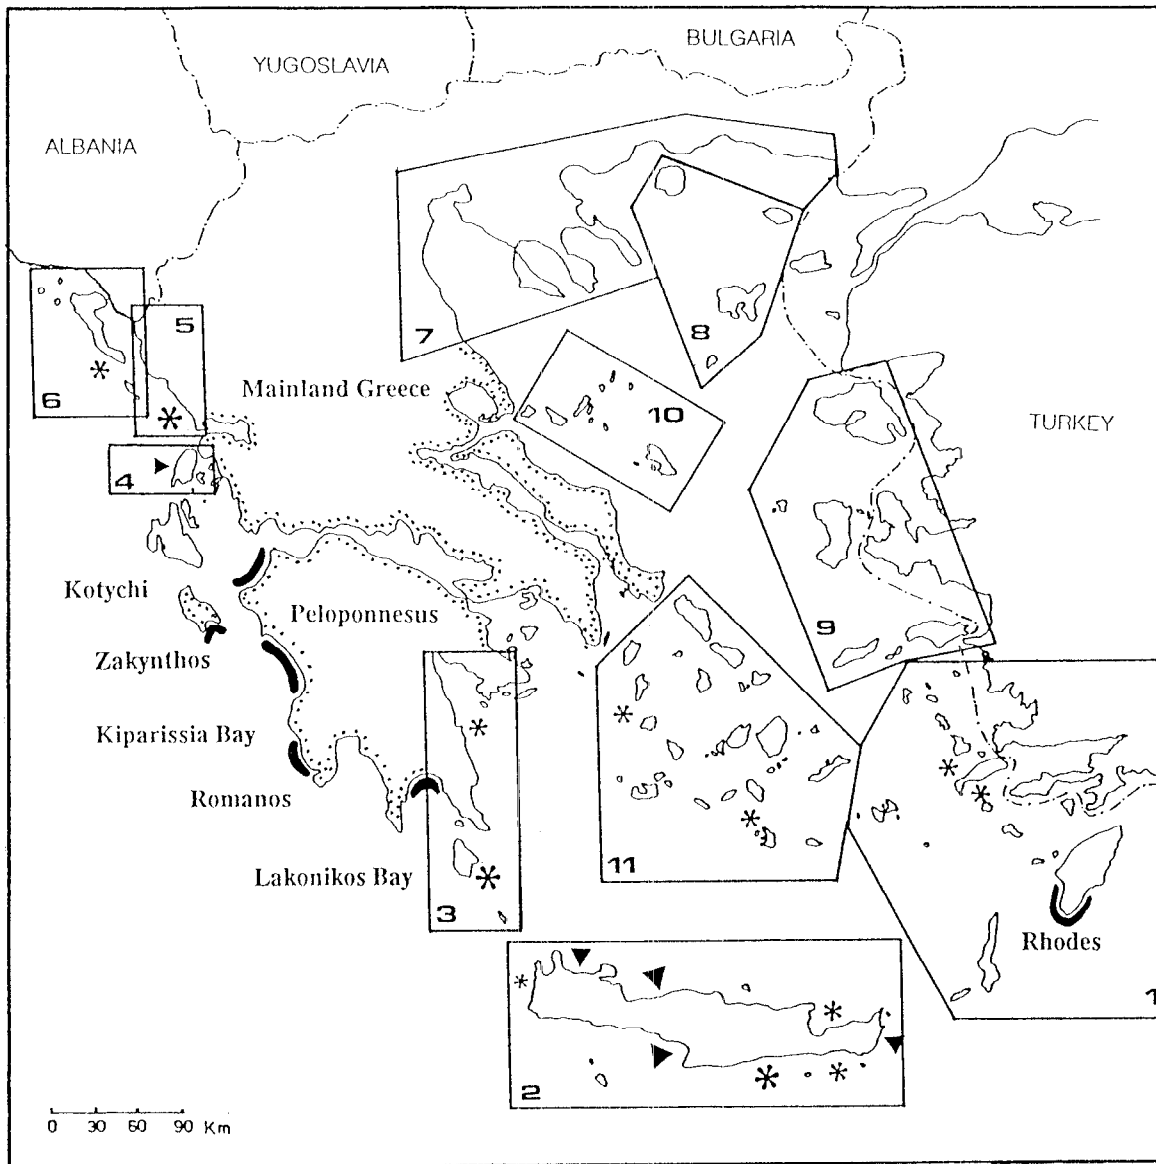 BULGARIA
YUGOSLAVIA
ALBANIA
5
7
8
6
Mainland Greece
10
TURKEY
4
Kotychi
Peloponnesus
9
Zakynthos
Kiparissia Bay
Romanos
11
Lakonikos Bay
3
Rhodes
1
2
0 30 60 90 Km